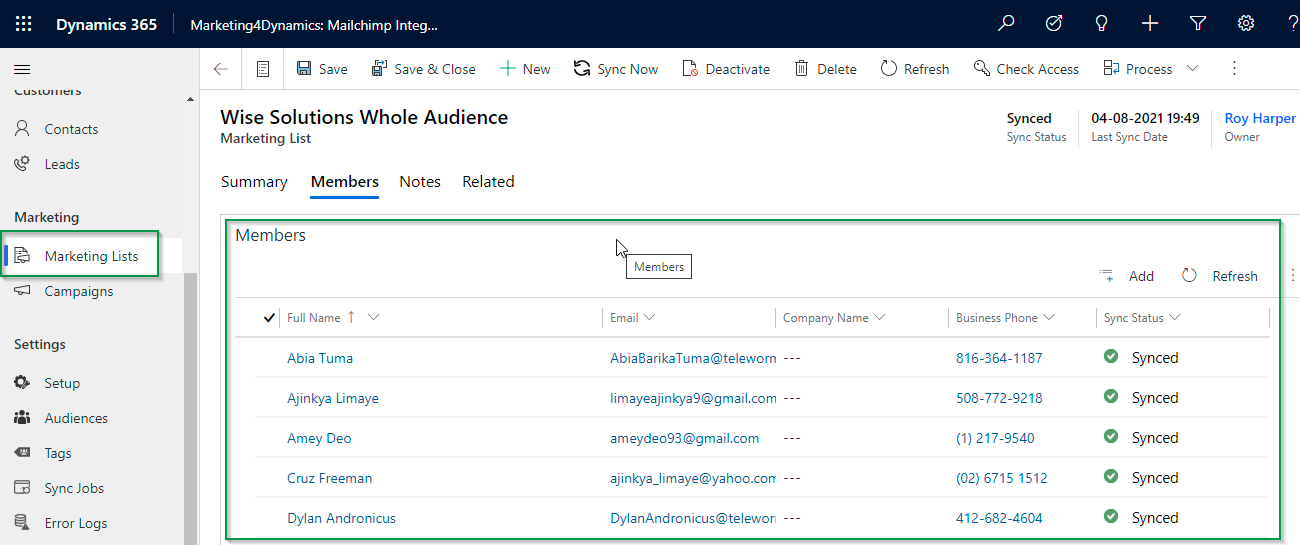 Dynamics 365 Marketing4Dynamics: Mailchimp Integ... ?
Save Save & Close New Sync Now Deactivate Delete Refresh Check Access Process
Customers
Contacts
Leads
Marketing
Marketing Lists
Campaigns
Settings
Setup
Audiences
Tags
Sync Jobs
Error Logs
Wise Solutions Whole Audience
Marketing List
Synced 04-08-2021 19:49 Roy Harper
Sync Status Last Sync Date Owner
Summary Members Notes Related
Members
Members
Add Refresh
Full Name Email Company Name Business Phone Sync Status
Abia Tuma AbiaBarikaTuma@teleworn --- 816-364-1187 Synced
Ajinkya Limaye limayeajinkya9@gmail.com --- 508-772-9218 Synced
Amey Deo ameydeo93@gmail.com --- (1) 217-9540 Synced
Cruz Freeman ajinkya_limaye@yahoo.com --- (02) 6715 1512 Synced
Dylan Andronicus DylanAndronicus@telewor --- 412-682-4604 Synced